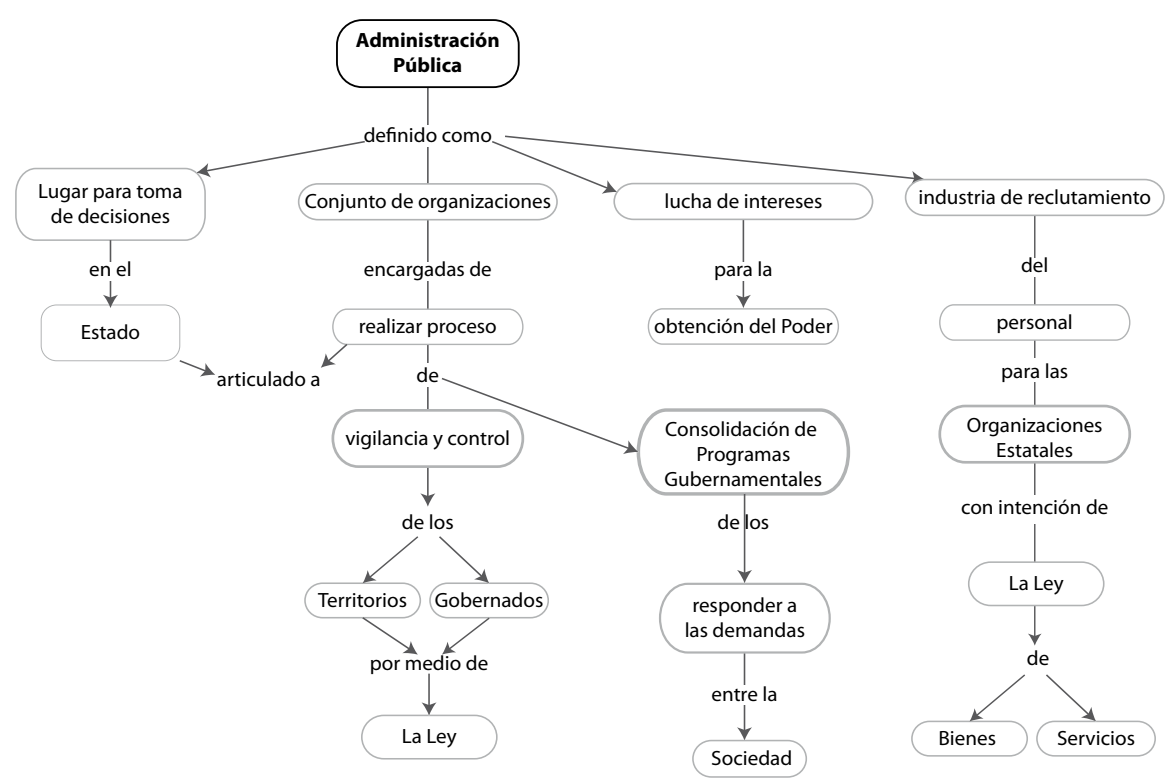 Administración
Pública
definido como
Lugar para toma
de decisiones
Conjunto de organizaciones
lucha de intereses
industria de reclutamiento
en el
encargadas de
para la
del
Estado
realizar proceso
obtención del Poder
personal
articulado a
de
para las
vigilancia y control
Consolidación de
Programas
Gubernamentales
Organizaciones
Estatales
de los
de los
con intención de
Territorios
Gobernados
responder a
las demandas
La Ley
por medio de
de
entre la
La Ley
Sociedad
Bienes
Servicios